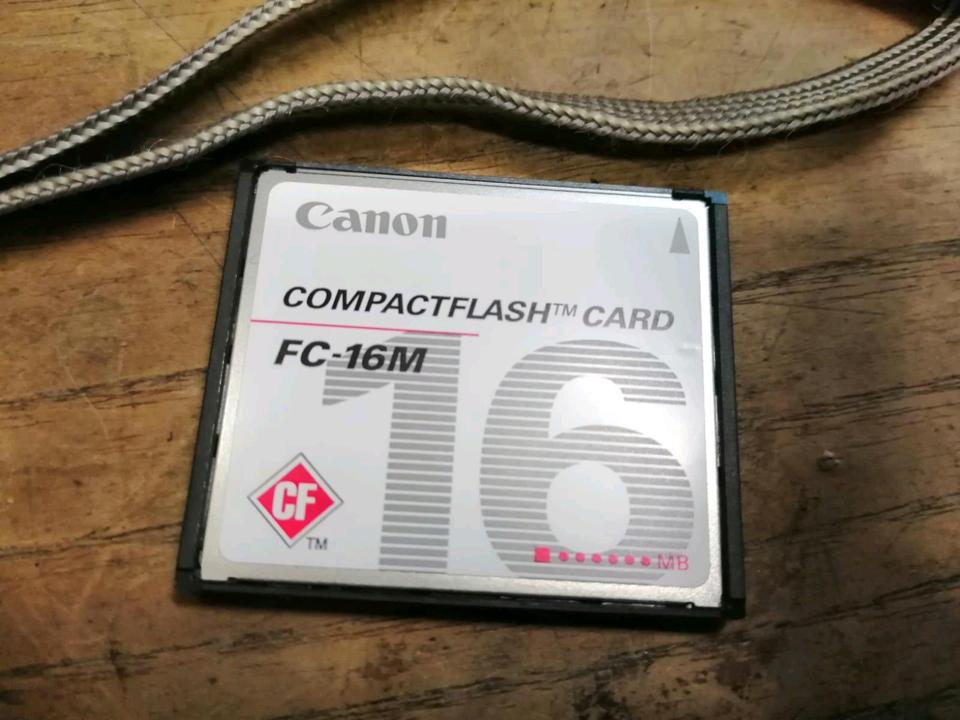 Canon
COMPACTFLASH™ CARD
FC-16M
16
CF
TM
MB